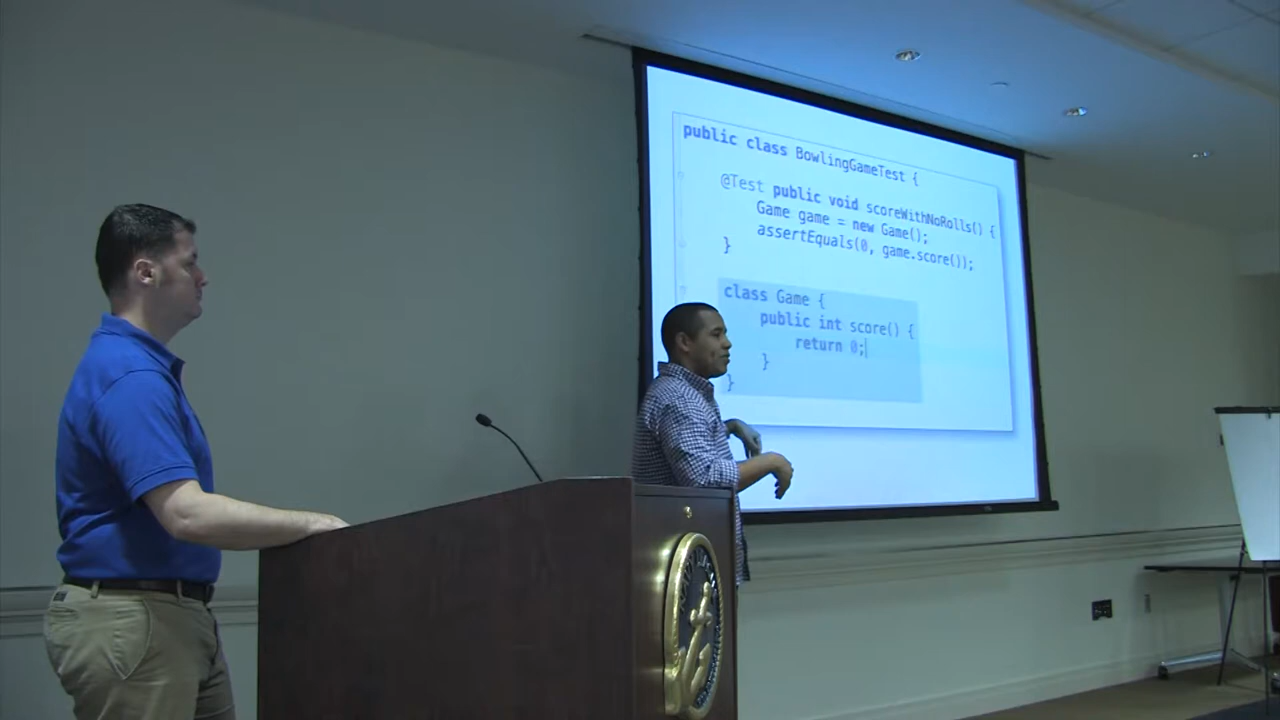 public class BowlingGameTest {
@Test public void scoreWithNoRolls() {
Game game = new Game();
assertEquals(0, game.score());
}
class Game {
public int score() {
return 0;
}
}